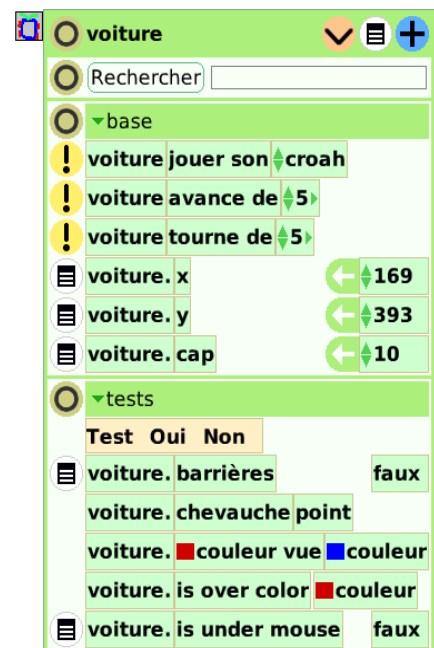 voiture
Rechercher
base
voiture jouer son croah
voiture avance de 5
voiture tourne de 5
voiture. x 169
voiture. y 393
voiture. cap 10
tests
Test Oui Non
voiture. barrières faux
voiture. chevauche point
voiture. couleur vue couleur
voiture. is over color couleur
voiture. is under mouse faux